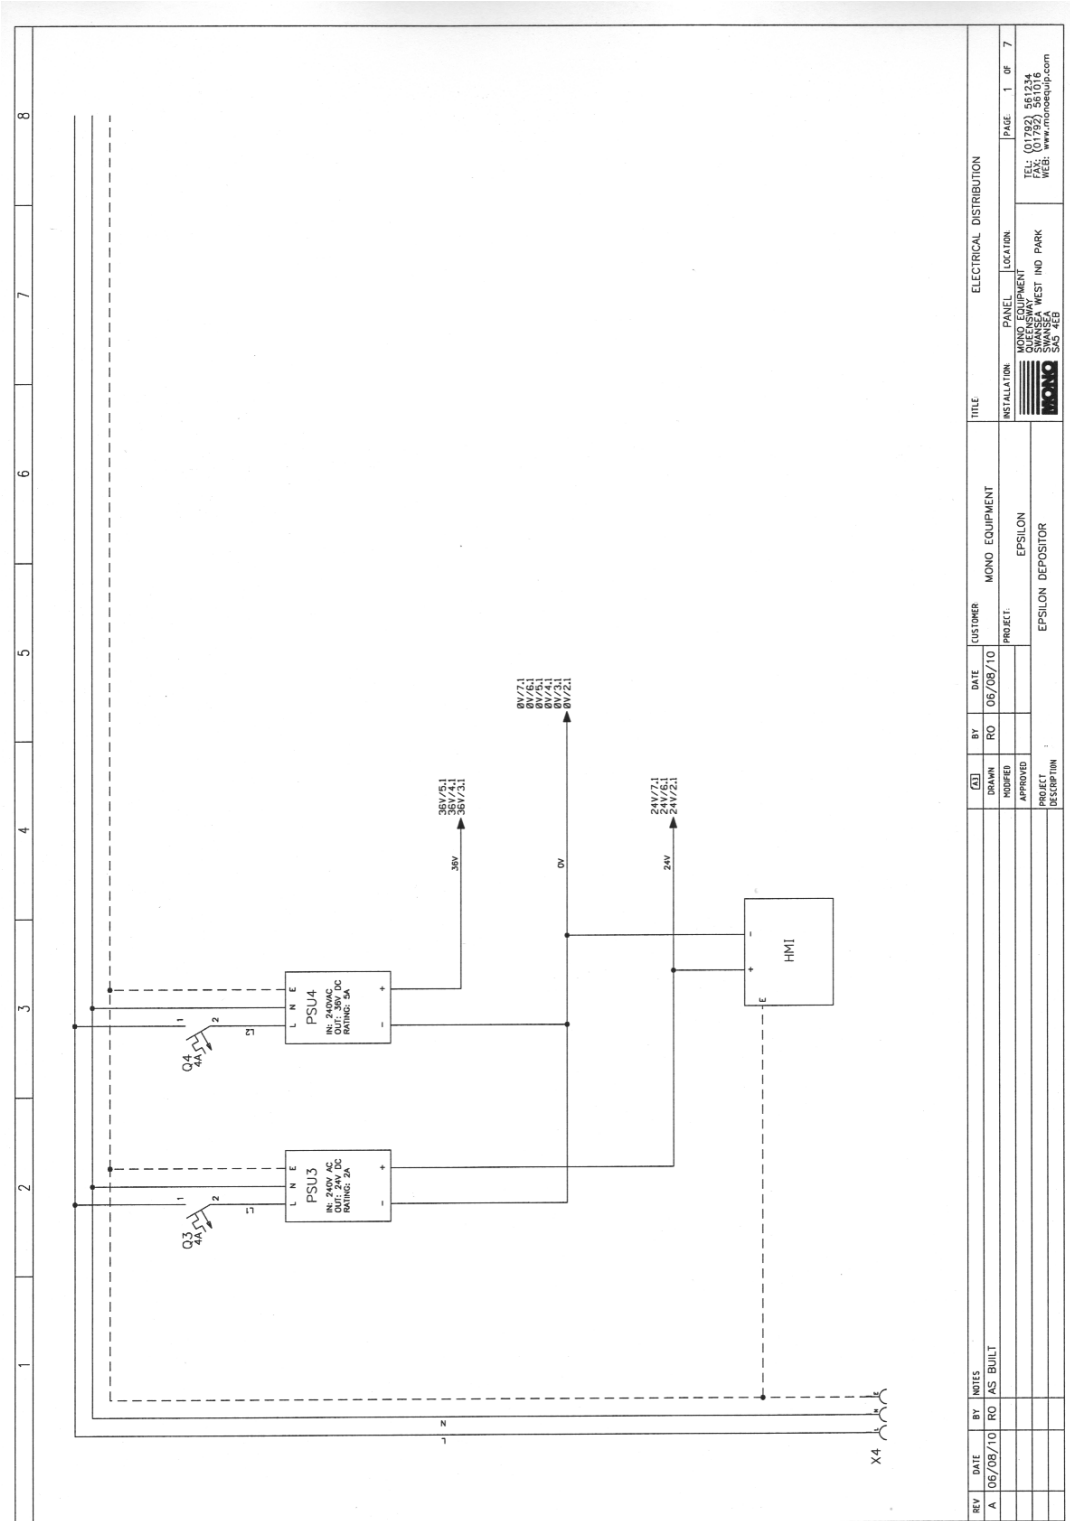 1
2
3
4
5
6
7
8
L
N
Q3
4A
1
2
L1
L
N
E
PSU3
IN: 240V AC
OUT: 24V DC
RATING: 2A
-
+
Q4
4A
1
2
L2
L
N
E
PSU4
IN: 240VAC
OUT: 36V DC
RATING: 5A
-
+
36V
36V/5.1
36V/4.1
36V/3.1
0V
0V/7.1
0V/6.1
0V/5.1
0V/4.1
0V/3.1
0V/2.1
24V
24V/7.1
24V/6.1
24V/2.1
E
+
-
HMI
X4
L
N
E
REV DATE BY NOTES
A 06/08/10 RO AS BUILT
A3 BY DATE
DRAWN RO 06/08/10
MODIFIED
APPROVED
PROJECT
DESCRIPTION
:
EPSILON DEPOSITOR
CUSTOMER:
MONO EQUIPMENT
PROJECT:
EPSILON
TITLE:
ELECTRICAL DISTRIBUTION
INSTALLATION: PANEL LOCATION: PAGE: 1 OF 7
MONO
MONO EQUIPMENT
QUEENSWAY
SWANSEA WEST IND PARK
SWANSEA
SA5 4EB
TEL: (01792) 561234
FAX: (01792) 561016
WEB: www.monoequip.com